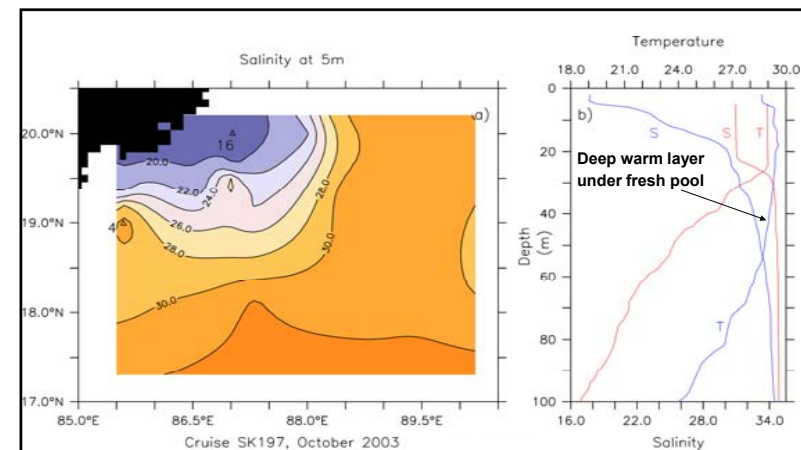 Salinity at 5m
a)
20.0°N
19.0°N
18.0°N
17.0°N
85.0°E 86.5°E 88.0°E 89.5°E
16
4
20.0
22.0
24.0
26.0
28.0
28.0
30.0
30.0
Cruise SK197, October 2003
Temperature
18.0 21.0 24.0 27.0 30.0
b)
S S T
Deep warm layer
under fresh pool
T
Depth
(m)
0
20
40
60
80
100
16.0 22.0 28.0 34.0
Salinity